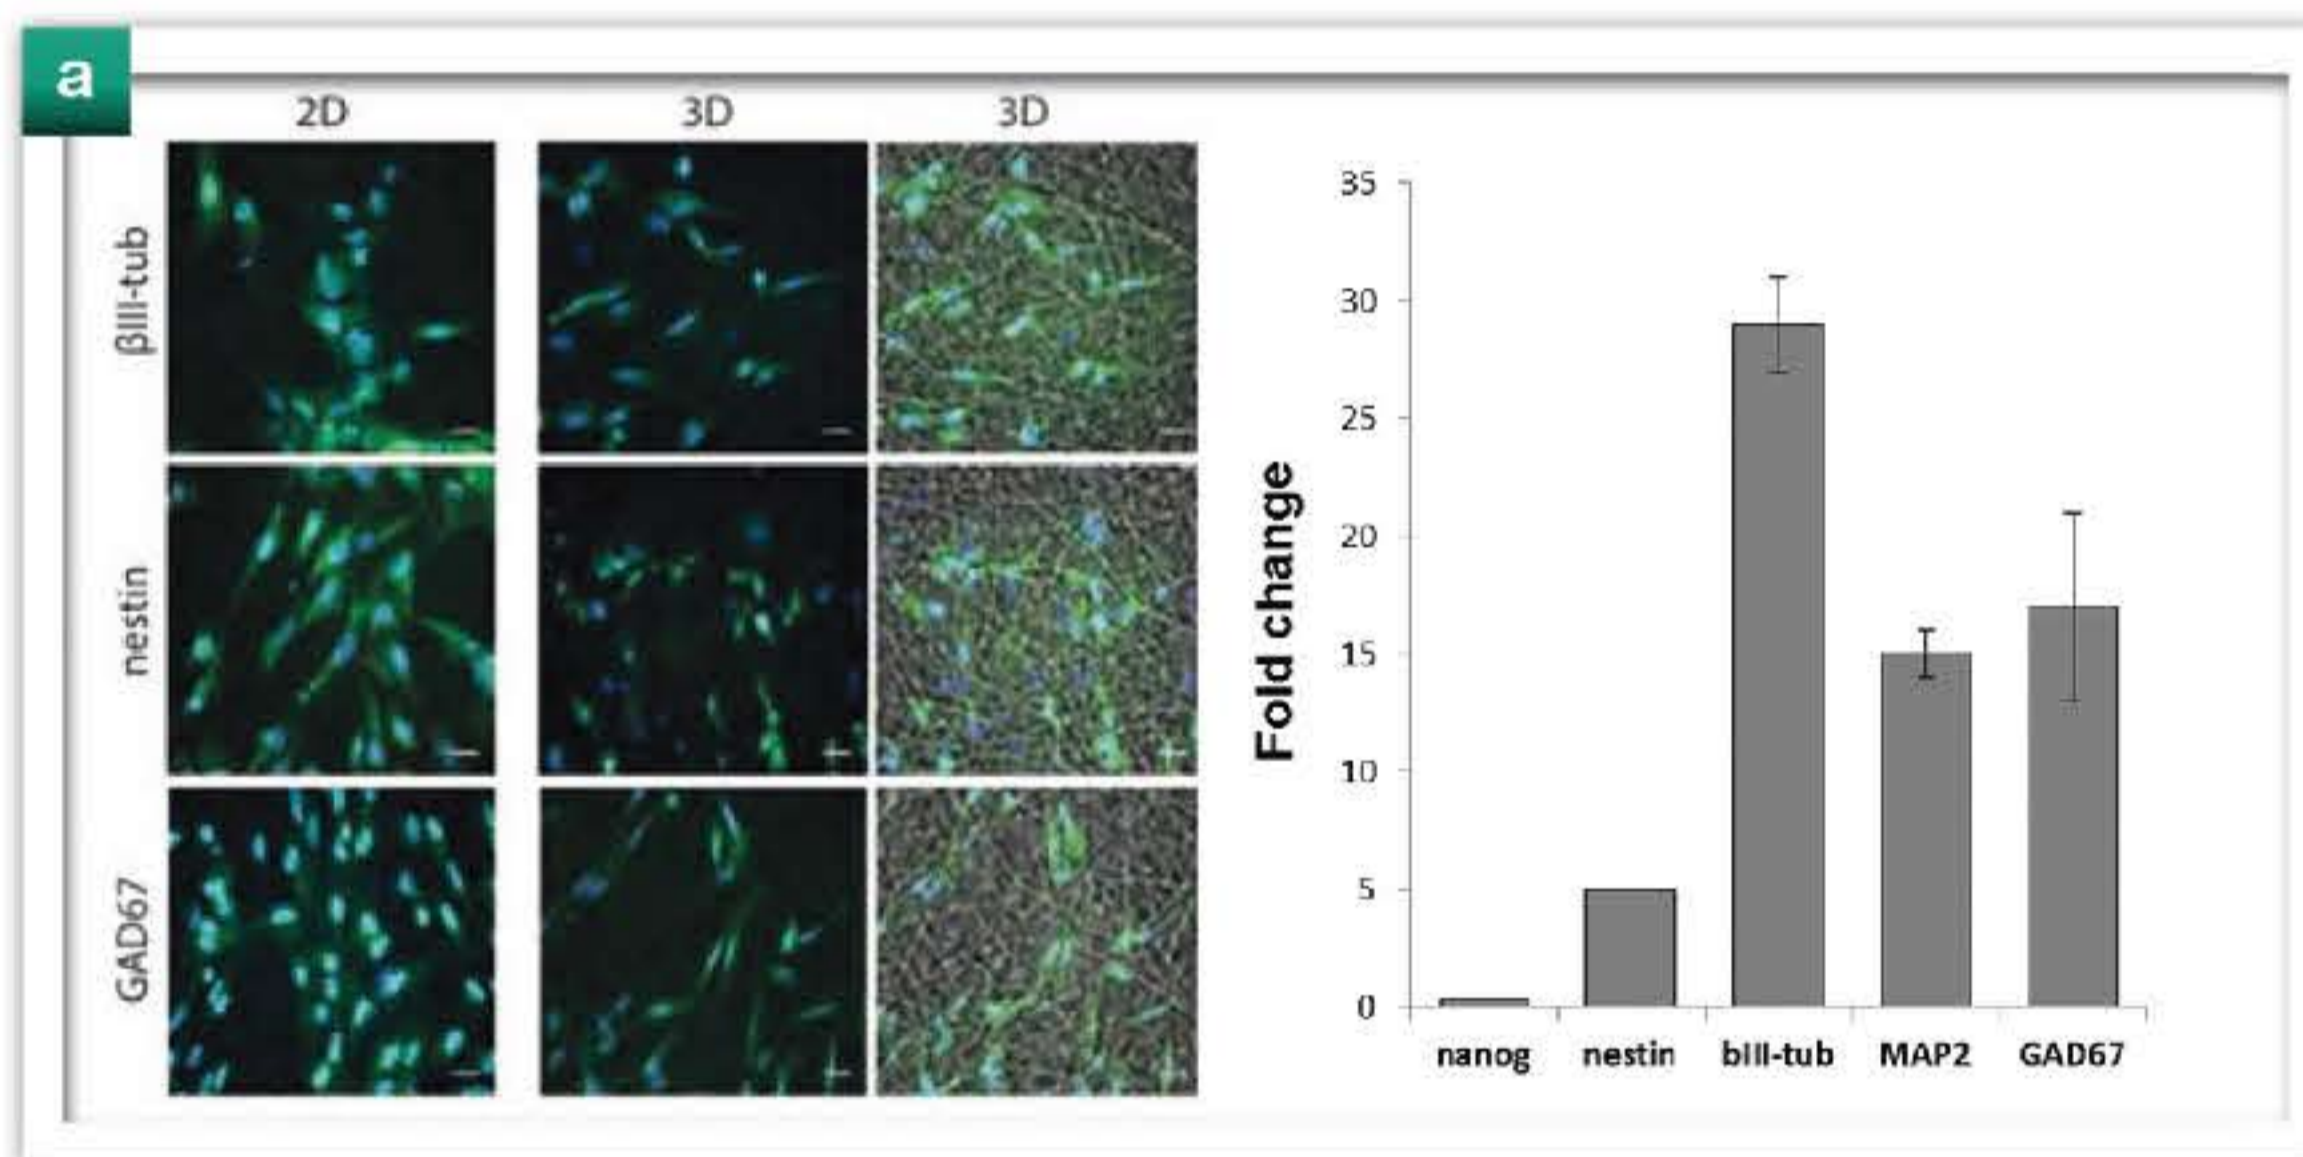 a
2D 3D 3D
βIII-tub
nestin
GAD67
Fold change
35
30
25
20
15
10
5
0
nanog nestin bIII-tub MAP2 GAD67